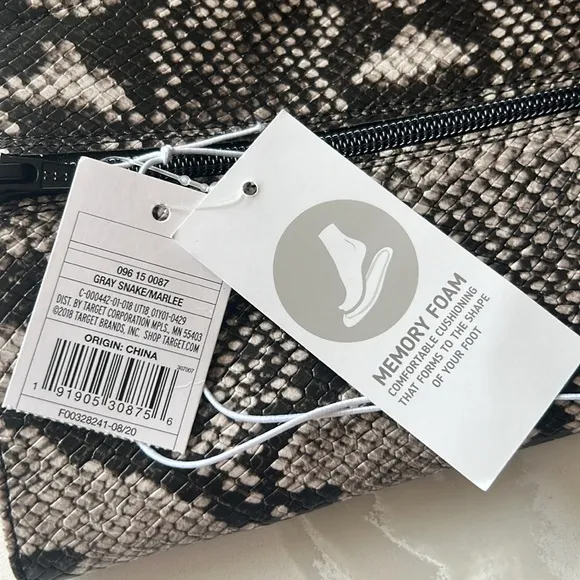 096 15 0087
GRAY SNAKE/MARLEE
C-000442-01-018 UT18 01Y01-0429
DIST. BY TARGET CORPORATION MPLS, MN 55403
©2018 TARGET BRANDS, INC. SHOP TARGET.COM
ORIGIN: CHINA
307007
1 91905 30875 6
F00328241-08/20
MEMORY FOAM
COMFORTABLE CUSHIONING
THAT FORMS TO THE SHAPE
OF YOUR FOOT